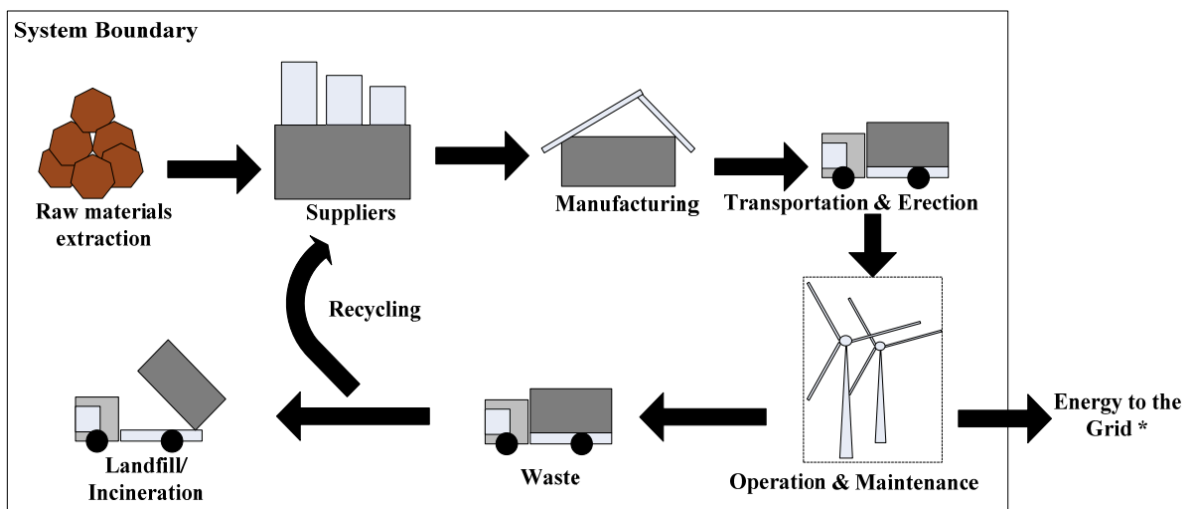 System Boundary
Raw materials
extraction
Suppliers
Manufacturing
Transportation & Erection
Recycling
Energy to the
Grid *
Landfill/
Incineration
Waste
Operation & Maintenance